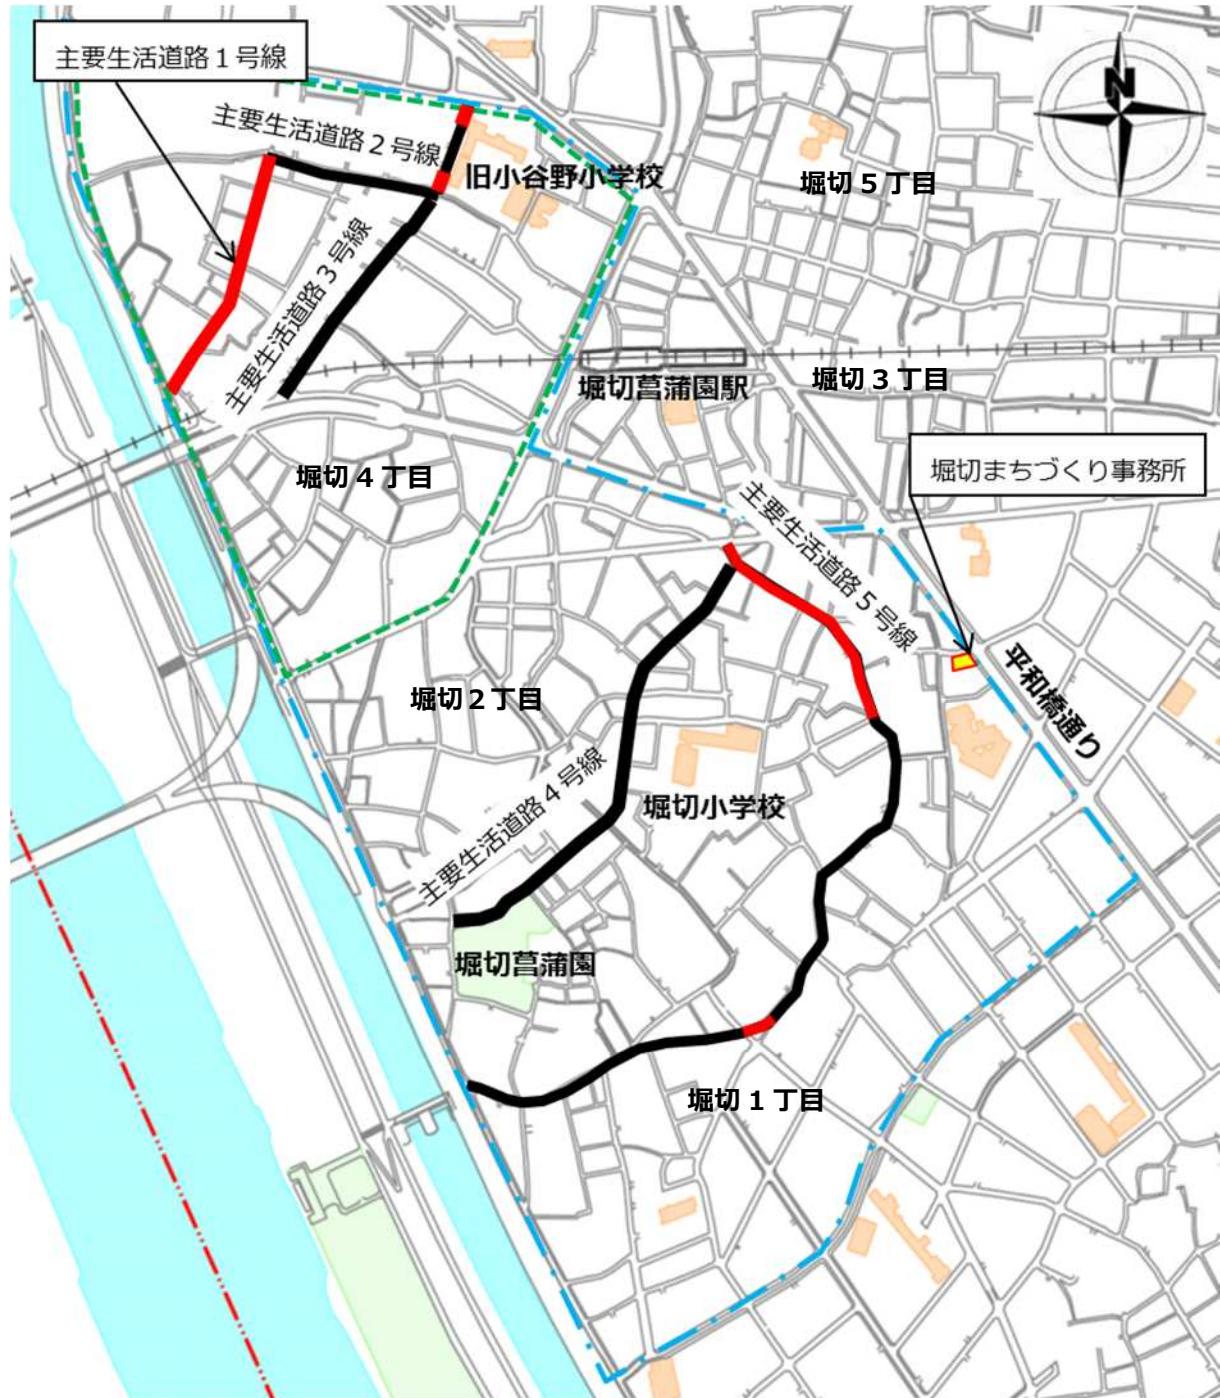 主要生活道路１号線
N
主要生活道路２号線
旧小谷野小学校
堀切５丁目
主要生活道路３号線
堀切菖蒲園駅
堀切３丁目
堀切まちづくり事務所
堀切４丁目
主要生活道路５号線
平和橋通り
堀切２丁目
主要生活道路４号線
堀切小学校
堀切菖蒲園
堀切１丁目